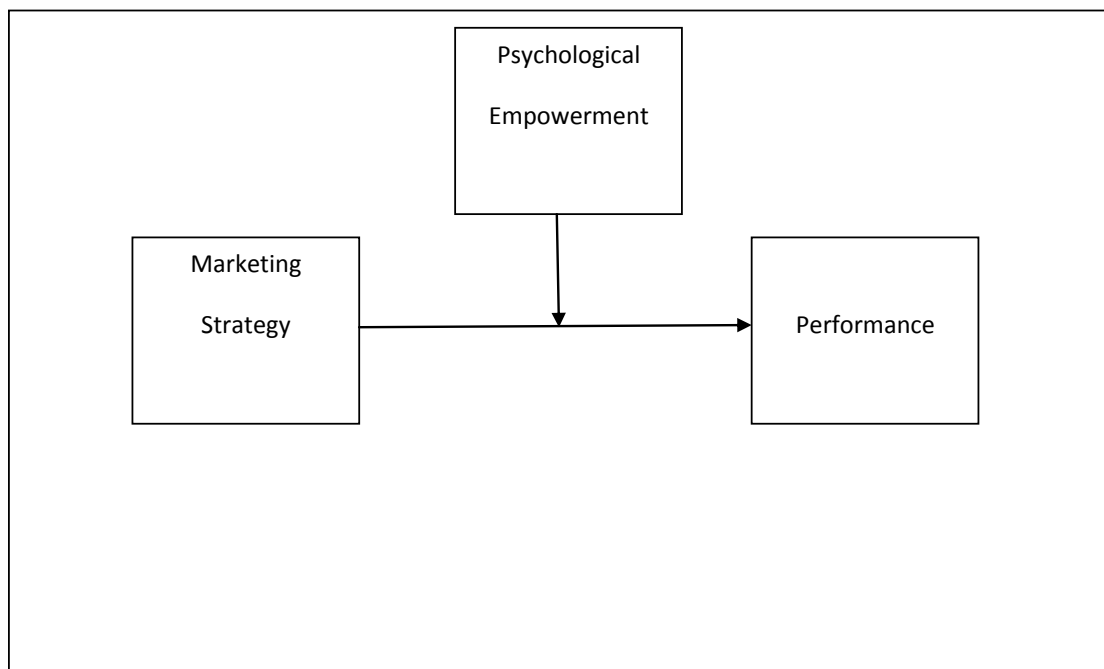 Psychological
Empowerment
Marketing
Strategy
Performance